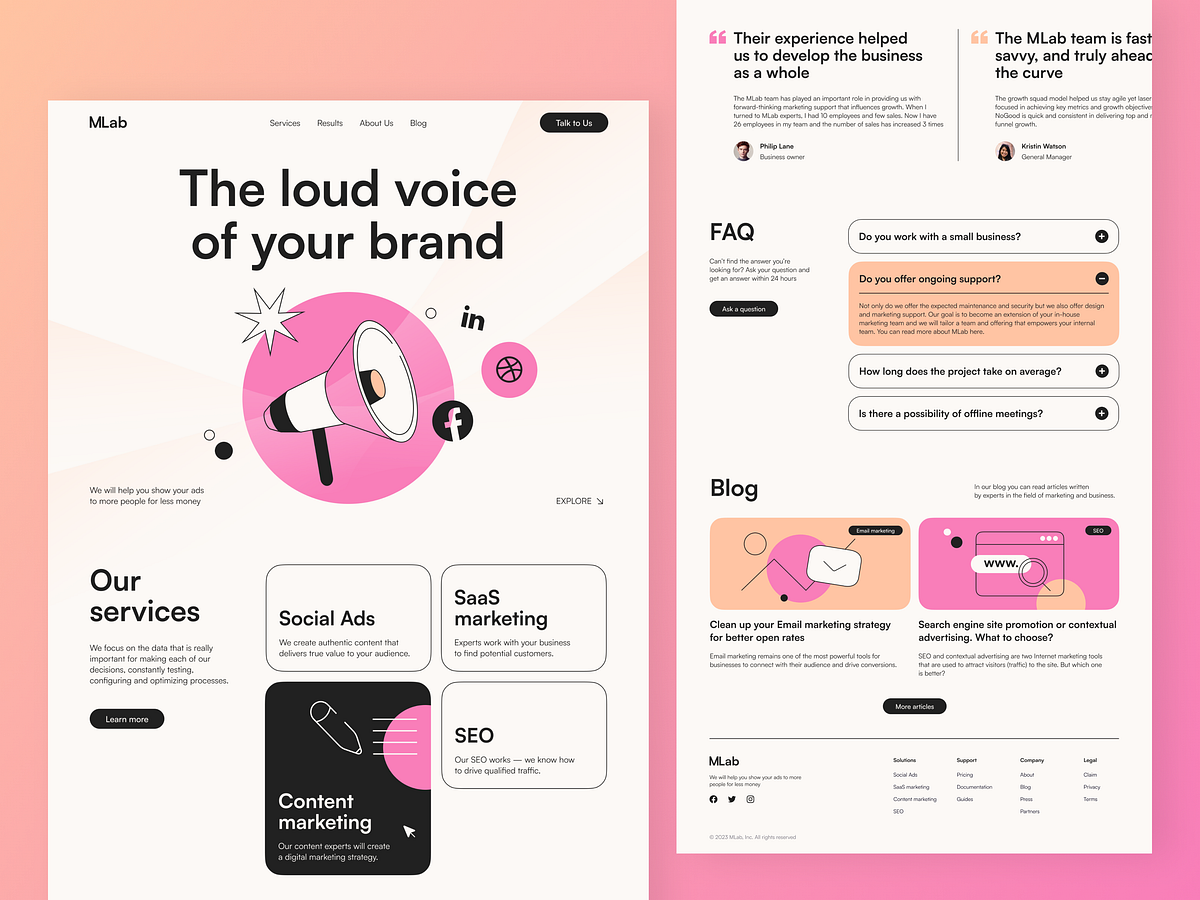 MLab
Services
Results
About Us
Blog
Talk to Us
The loud voice
of your brand
in
f
We will help you show your ads
to more people for less money
EXPLORE
Our
services
We focus on the data that is really
important for making each of our
decisions, constantly testing,
configuring and optimizing processes.
Learn more
Social Ads
We create authentic content that
delivers true value to your audience.
SaaS
marketing
Experts work with your business
to find potential customers.
Content
marketing
Our content experts will create
a digital marketing strategy.
SEO
Our SEO works — we know how
to drive qualified traffic.
Their experience helped
us to develop the business
as a whole
The MLab team has played an important role in providing us with
forward-thinking marketing support that influences growth. When I
turned to MLab experts, I had 10 employees and few sales. Now I have
26 employees in my team and the number of sales has increased 3 times
Philip Lane
Business owner
The MLab team is fast
savvy, and truly ahead
the curve
The growth squad model helped us stay agile yet laser
focused in achieving key metrics and growth objective
NoGood is quick and consistent in delivering top and
funnel growth.
Kristin Watson
General Manager
FAQ
Can't find the answer you're
looking for? Ask your question and
get an answer within 24 hours
Ask a question
Do you work with a small business?
Do you offer ongoing support?
Not only do we offer the expected maintenance and security but we also offer design
and marketing support. Our goal is to become an extension of your in-house
marketing team and we will tailor a team and offering that empowers your internal
team. You can read more about MLab here.
How long does the project take on average?
Is there a possibility of offline meetings?
Blog
In our blog you can read articles written
by experts in the field of marketing and business.
Email marketing
Clean up your Email marketing strategy
for better open rates
Email marketing remains one of the most powerful tools for
businesses to connect with their audience and drive conversions.
SEO
www.
Search engine site promotion or contextual
advertising. What to choose?
SEO and contextual advertising are two Internet marketing tools
that are used to attract visitors (traffic) to the site. But which one
is better?
More articles
MLab
We will help you show your ads to more
people for less money
Solutions
Social Ads
SaaS marketing
Content marketing
SEO
Support
Pricing
Documentation
Guides
Company
About
Blog
Press
Partners
Legal
Claim
Privacy
Terms
© 2023 MLab, Inc. All rights reserved